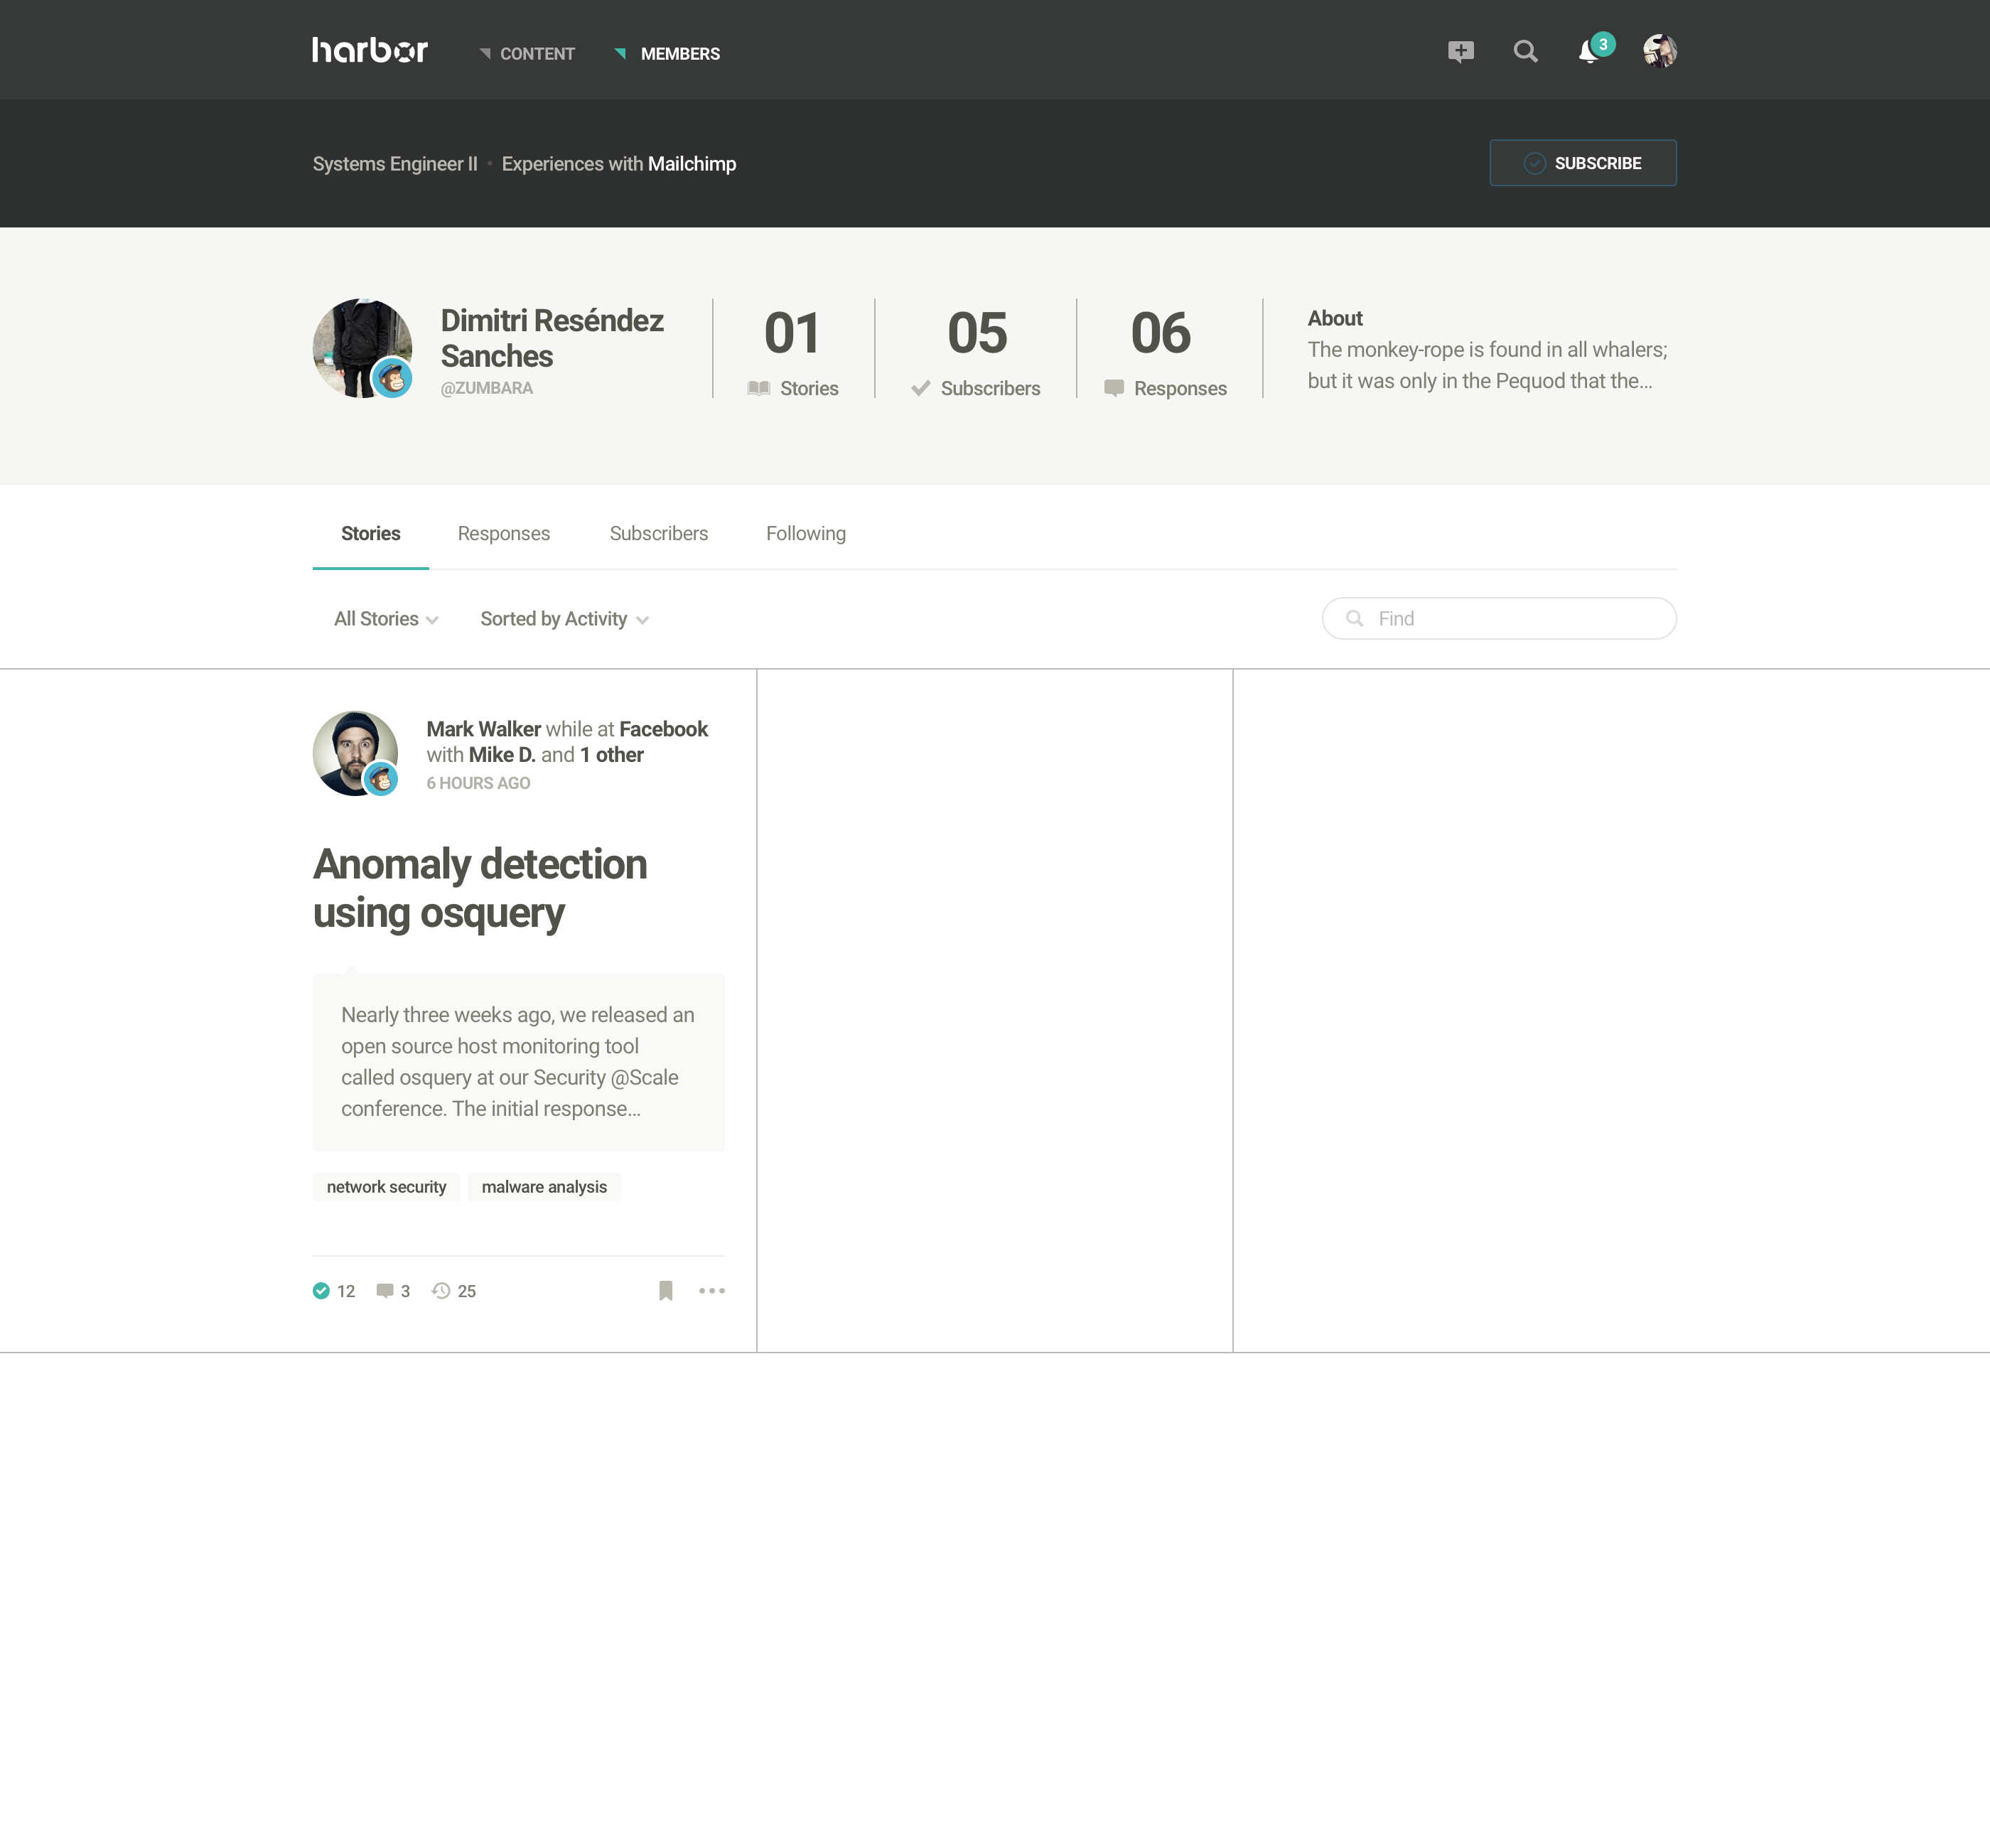 harbor
CONTENT
MEMBERS
3
Systems Engineer II • Experiences with Mailchimp
SUBSCRIBE
Dimitri Reséndez
Sanches
@ZUMBARA
01
Stories
05
Subscribers
06
Responses
About
The monkey-rope is found in all whalers;
but it was only in the Pequod that the...
Stories
Responses
Subscribers
Following
All Stories
Sorted by Activity
Find
Mark Walker while at Facebook
with Mike D. and 1 other
6 HOURS AGO
Anomaly detection
using osquery
Nearly three weeks ago, we released an
open source host monitoring tool
called osquery at our Security @Scale
conference. The initial response...
network security
malware analysis
12
3
25